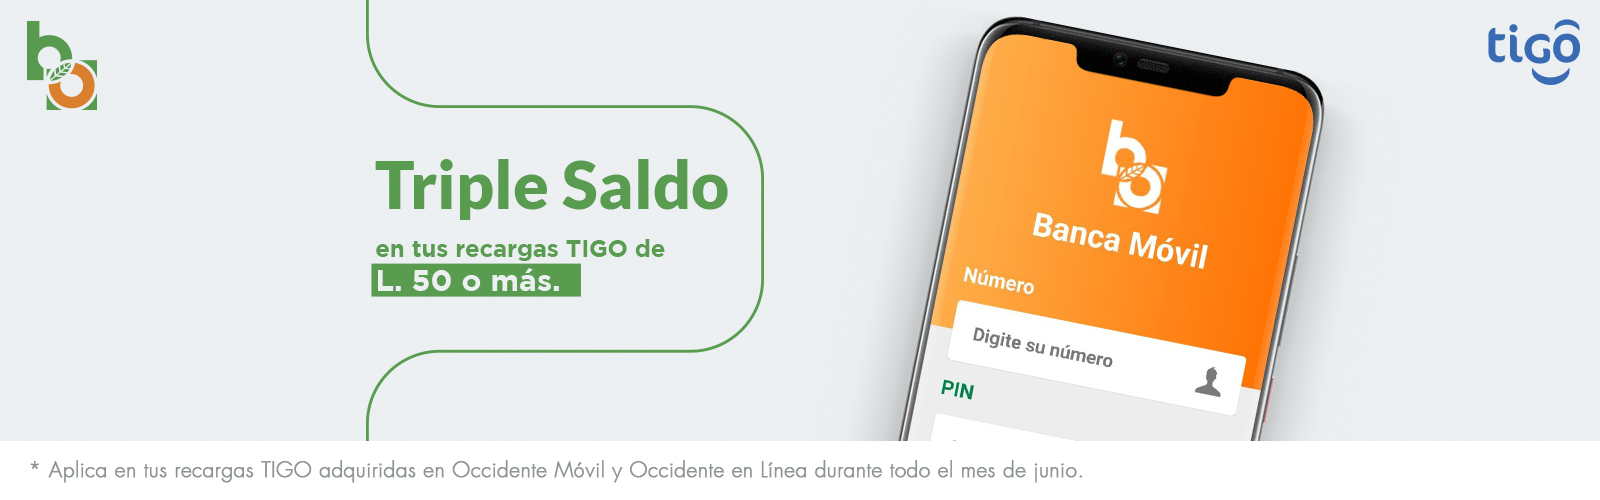 tigo
Triple Saldo
en tus recargas TIGO de
L. 50 o más.
Banca Móvil
Número
Digite su número
PIN
* Aplica en tus recargas TIGO adquiridas en Occidente Móvil y Occidente en Línea durante todo el mes de junio.